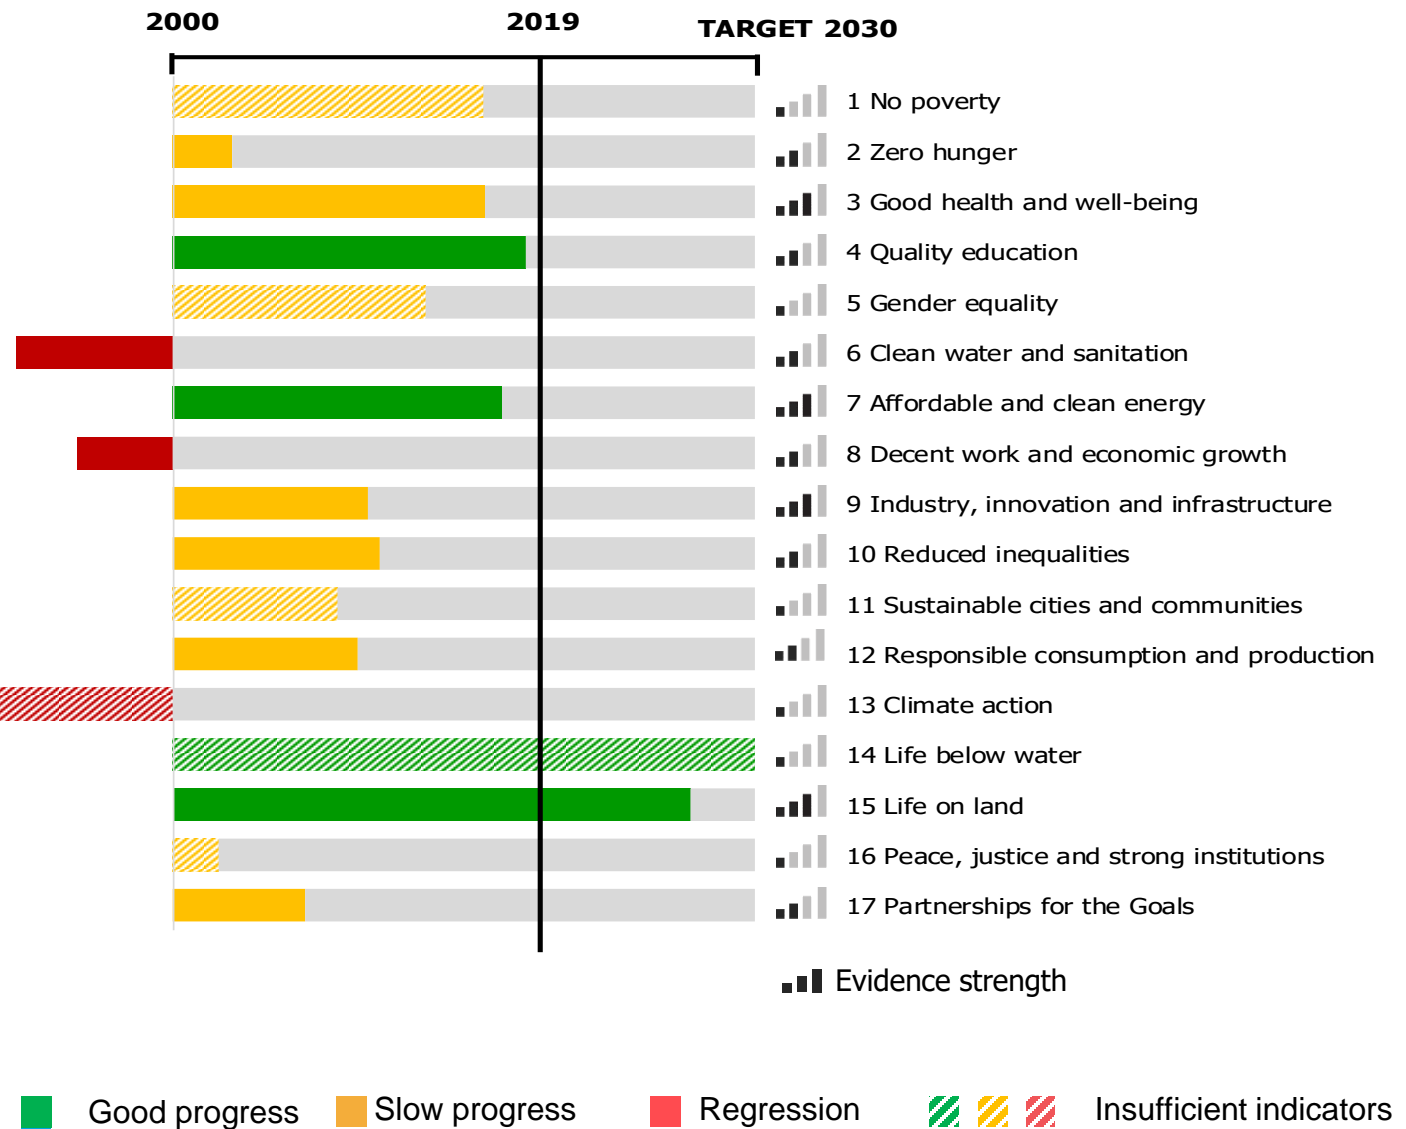 2000 2019 TARGET 2030
1 No poverty
2 Zero hunger
3 Good health and well-being
4 Quality education
5 Gender equality
6 Clean water and sanitation
7 Affordable and clean energy
8 Decent work and economic growth
9 Industry, innovation and infrastructure
10 Reduced inequalities
11 Sustainable cities and communities
12 Responsible consumption and production
13 Climate action
14 Life below water
15 Life on land
16 Peace, justice and strong institutions
17 Partnerships for the Goals
Evidence strength
Good progress Slow progress Regression Insufficient indicators